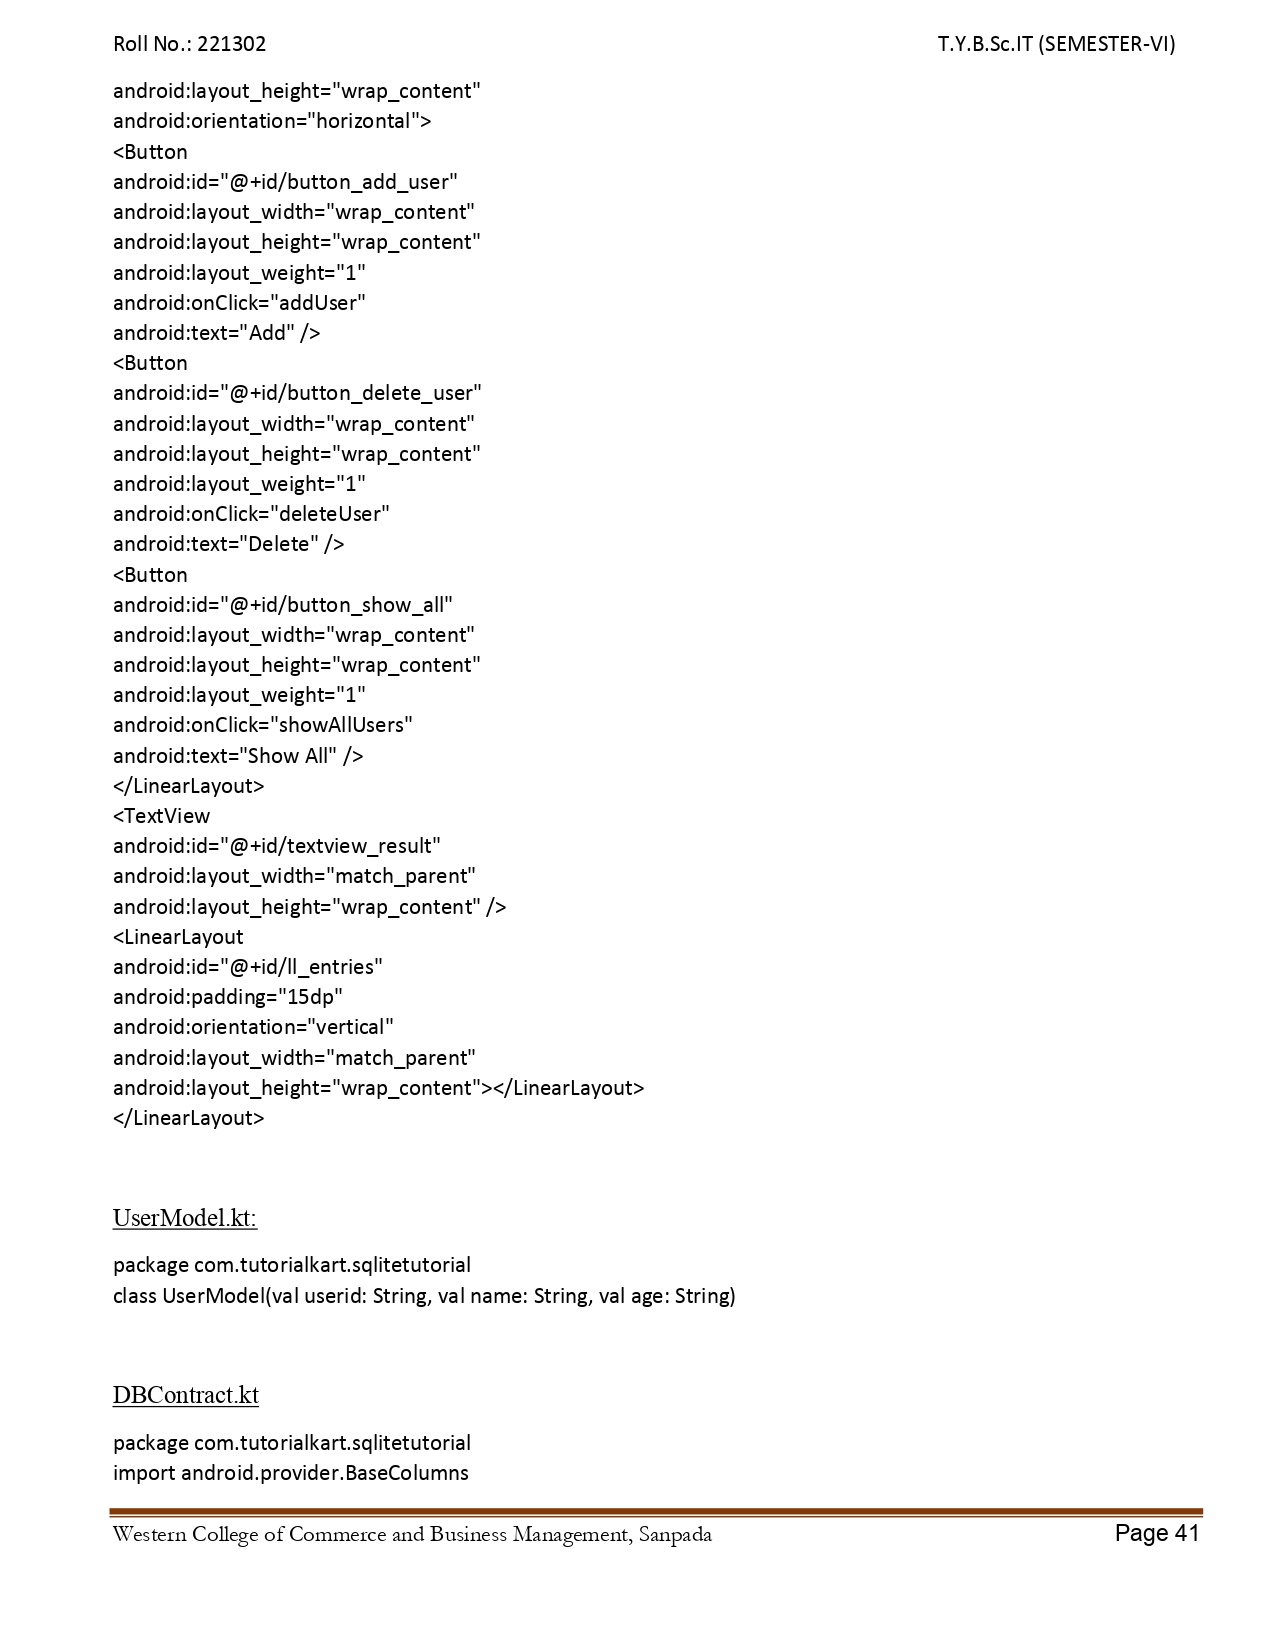 Roll No.: 221302 T.Y.B.Sc.IT (SEMESTER-VI)
android:layout_height="wrap_content"
android:orientation="horizontal">
<Button
android:id="@+id/button_add_user"
android:layout_width="wrap_content"
android:layout_height="wrap_content"
android:layout_weight="1"
android:onClick="addUser"
android:text="Add" />
<Button
android:id="@+id/button_delete_user"
android:layout_width="wrap_content"
android:layout_height="wrap_content"
android:layout_weight="1"
android:onClick="deleteUser"
android:text="Delete" />
<Button
android:id="@+id/button_show_all"
android:layout_width="wrap_content"
android:layout_height="wrap_content"
android:layout_weight="1"
android:onClick="showAllUsers"
android:text="Show All" />
</LinearLayout>
<TextView
android:id="@+id/textview_result"
android:layout_width="match_parent"
android:layout_height="wrap_content" />
<LinearLayout
android:id="@+id/ll_entries"
android:padding="15dp"
android:orientation="vertical"
android:layout_width="match_parent"
android:layout_height="wrap_content"></LinearLayout>
</LinearLayout>
UserModel.kt:
package com.tutorialkart.sqlitetutorial
class UserModel(val userid: String, val name: String, val age: String)
DBContract.kt
package com.tutorialkart.sqlitetutorial
import android.provider.BaseColumns
Western College of Commerce and Business Management, Sanpada Page 41